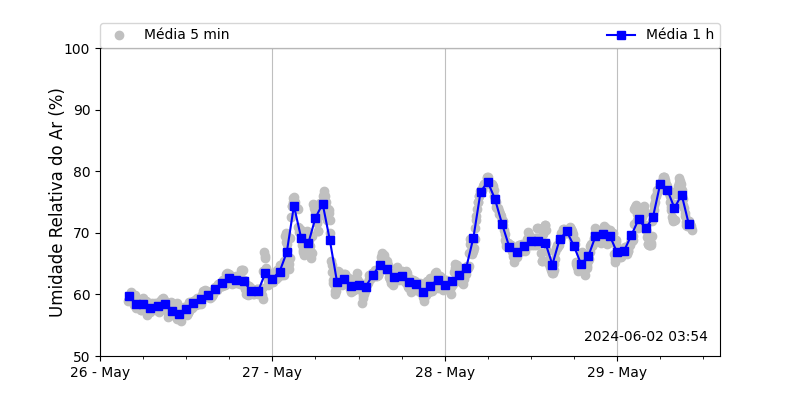 Média 5 min
Média 1 h
Umidade Relativa do Ar (%)
100
90
80
70
60
50
2024-06-02 03:54
26 - May
27 - May
28 - May
29 - May